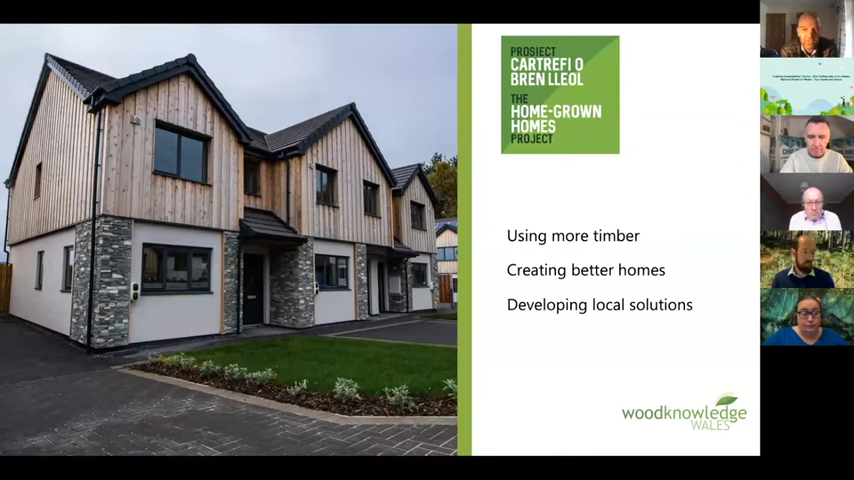 PROSIECT
CARTREFI O
BREN LLEOL
THE
HOME-GROWN
HOMES
PROJECT
Using more timber
Creating better homes
Developing local solutions
woodknowledge
WALES